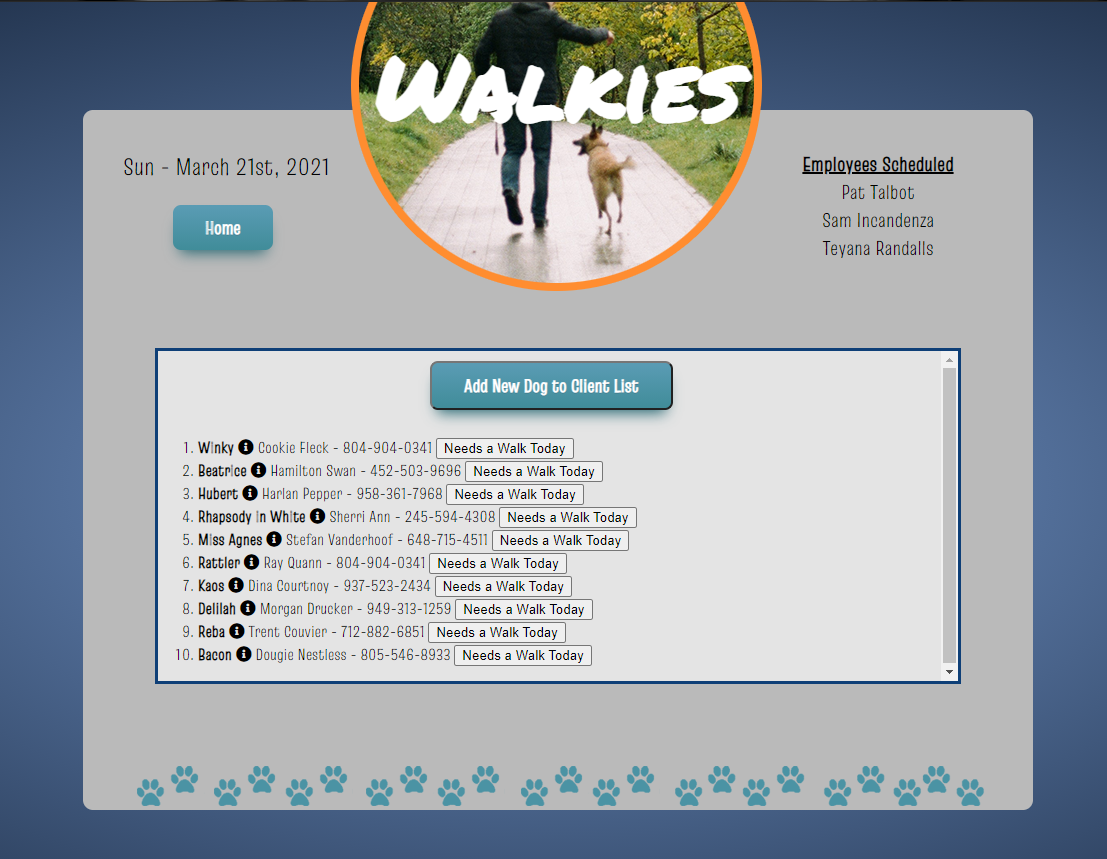 WALKIES
Sun - March 21st, 2021
Home
Employees Scheduled
Pat Talbot
Sam Incandenza
Teyana Randalls
Add New Dog to Client List
1. Winky Cookie Fleck - 804-904-0341 Needs a Walk Today
2. Beatrice Hamilton Swan - 452-503-9696 Needs a Walk Today
3. Hubert Harlan Pepper - 958-361-7968 Needs a Walk Today
4. Rhapsody In White Sherri Ann - 245-594-4308 Needs a Walk Today
5. Miss Agnes Stefan Vanderhoof - 648-715-4511 Needs a Walk Today
6. Rattler Ray Quann - 804-904-0341 Needs a Walk Today
7. Kaos Dina Courtnoy - 937-523-2434 Needs a Walk Today
8. Delilah Morgan Drucker - 949-313-1259 Needs a Walk Today
9. Reba Trent Couvier - 712-882-6851 Needs a Walk Today
10. Bacon Dougie Nestless - 805-546-8933 Needs a Walk Today